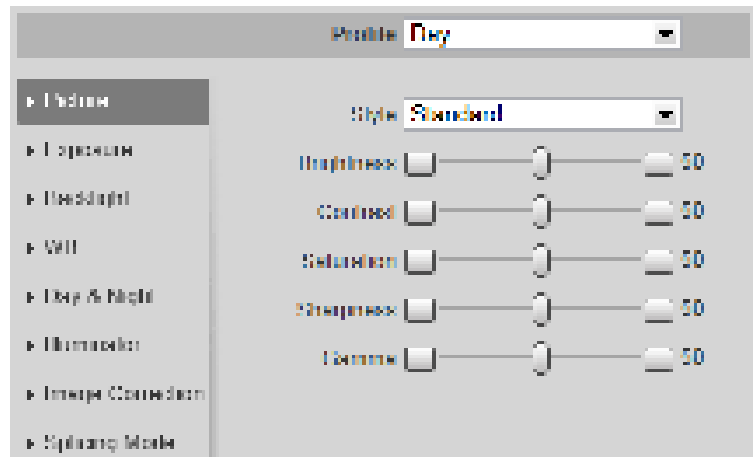 Profile Day
Picture
Exposure
Backlight
WB
Day & Night
Illuminator
Image Correction
Splicing Mode
Style Standard
Brightness 50
Contrast 50
Saturation 50
Sharpness 50
Gamma 50